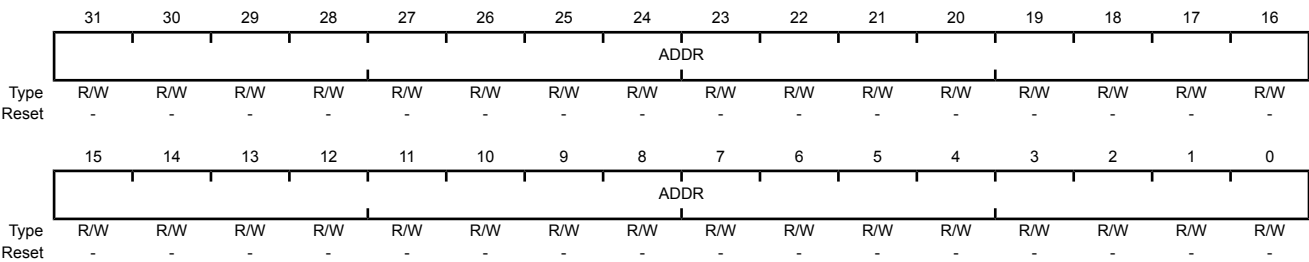 31 30 29 28 27 26 25 24 23 22 21 20 19 18 17 16
ADDR
Type R/W R/W R/W R/W R/W R/W R/W R/W R/W R/W R/W R/W R/W R/W R/W R/W
Reset - - - - - - - - - - - - - - - -
15 14 13 12 11 10 9 8 7 6 5 4 3 2 1 0
ADDR
Type R/W R/W R/W R/W R/W R/W R/W R/W R/W R/W R/W R/W R/W R/W R/W R/W
Reset - - - - - - - - - - - - - - - -